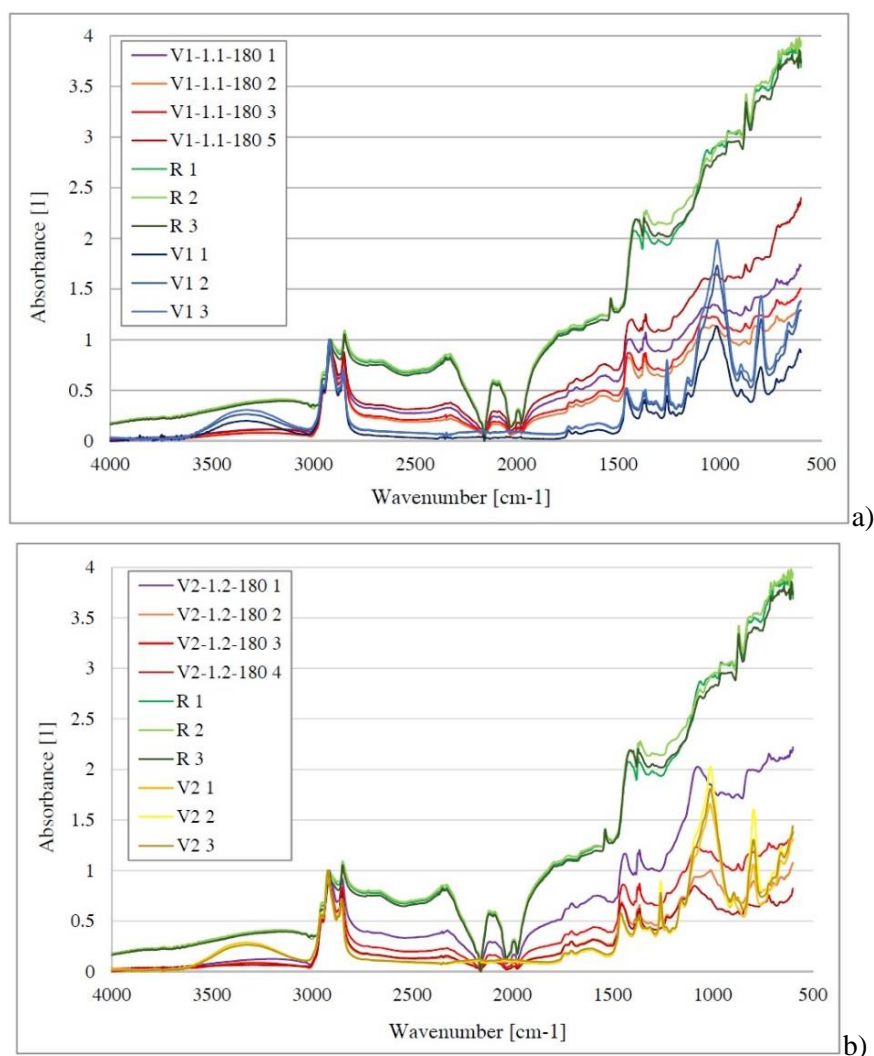 4
3.5
3
2.5
2
1.5
1
0.5
0
Absorbance [1]
V1-1.1-180 1
V1-1.1-180 2
V1-1.1-180 3
V1-1.1-180 5
R 1
R 2
R 3
V1 1
V1 2
V1 3
4000 3500 3000 2500 2000 1500 1000 500
Wavenumber [cm-1]
a)
4
3.5
3
2.5
2
1.5
1
0.5
0
Absorbance [1]
V2-1.2-180 1
V2-1.2-180 2
V2-1.2-180 3
V2-1.2-180 4
R 1
R 2
R 3
V2 1
V2 2
V2 3
4000 3500 3000 2500 2000 1500 1000 500
Wavenumber [cm-1]
b)